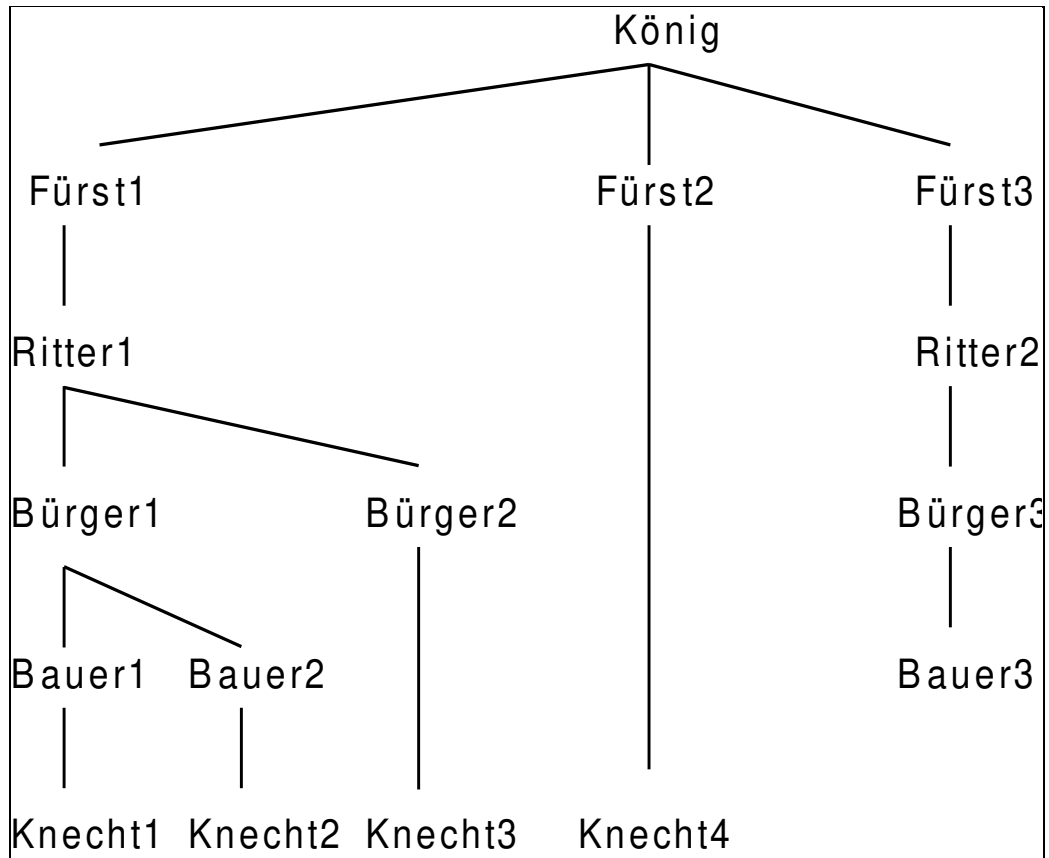 König
Fürst1 Fürst2 Fürst3
Ritter1 Ritter2
Bürger1 Bürger2 Bürger3
Bauer1 Bauer2 Bauer3
Knecht1 Knecht2 Knecht3 Knecht4